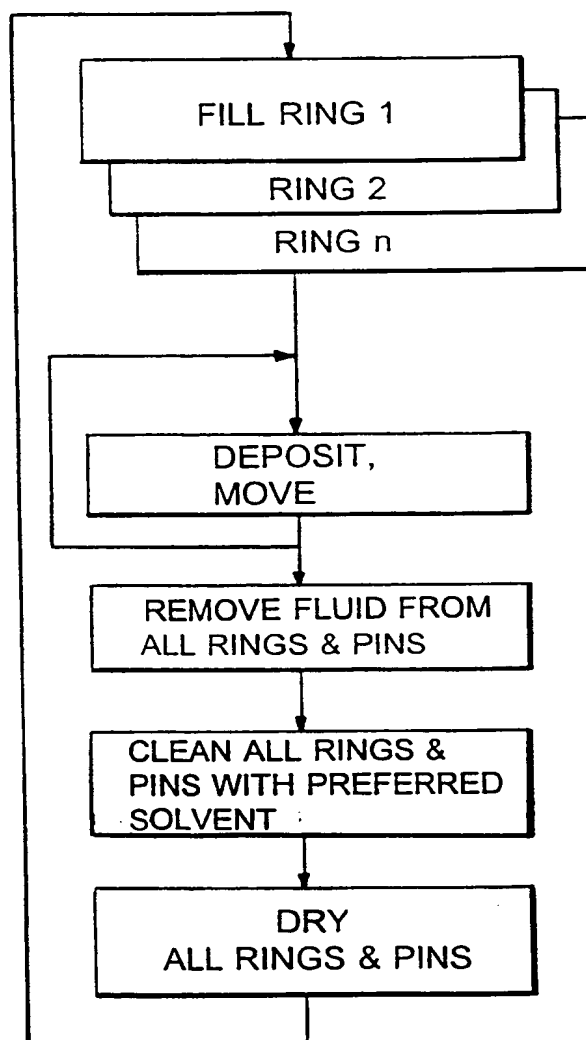 FILL RING 1
RING 2
RING n
DEPOSIT,
MOVE
REMOVE FLUID FROM
ALL RINGS & PINS
CLEAN ALL RINGS &
PINS WITH PREFERRED
SOLVENT
DRY
ALL RINGS & PINS